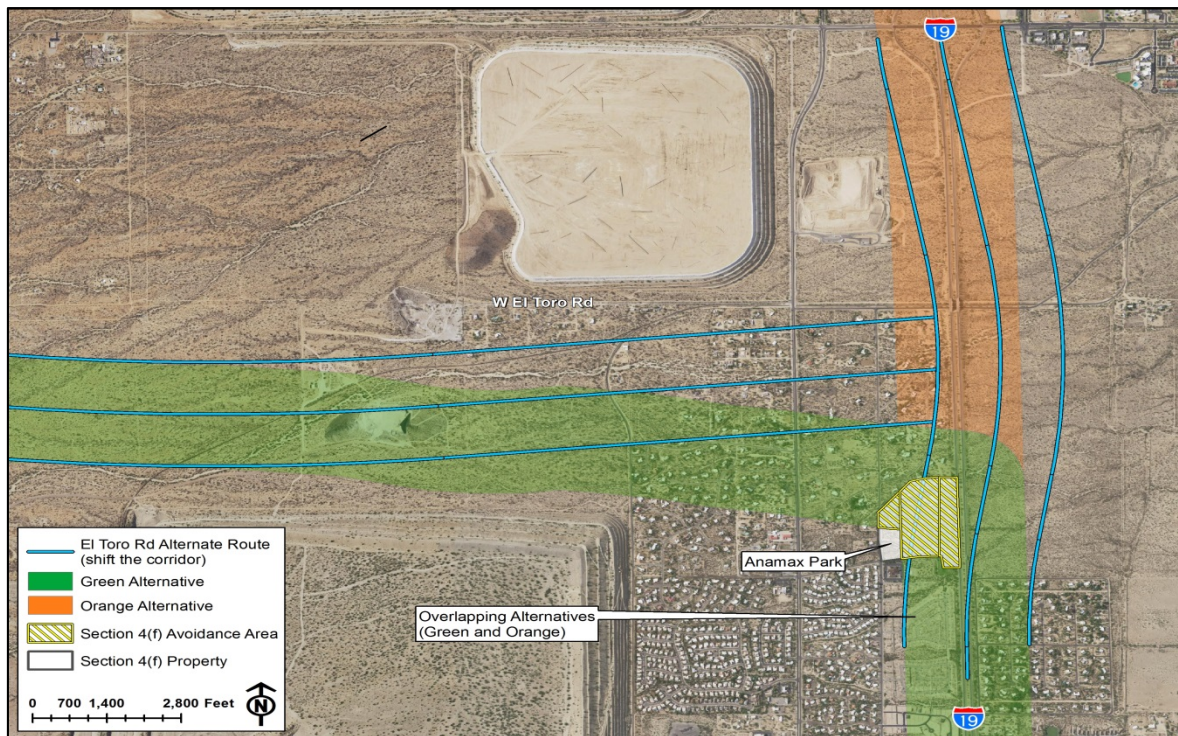 19
W El Toro Rd
Anamax Park
Overlapping Alternatives
(Green and Orange)
El Toro Rd Alternate Route
(shift the corridor)
Green Alternative
Orange Alternative
Section 4(f) Avoidance Area
Section 4(f) Property
0 700 1,400 2,800 Feet
N
19